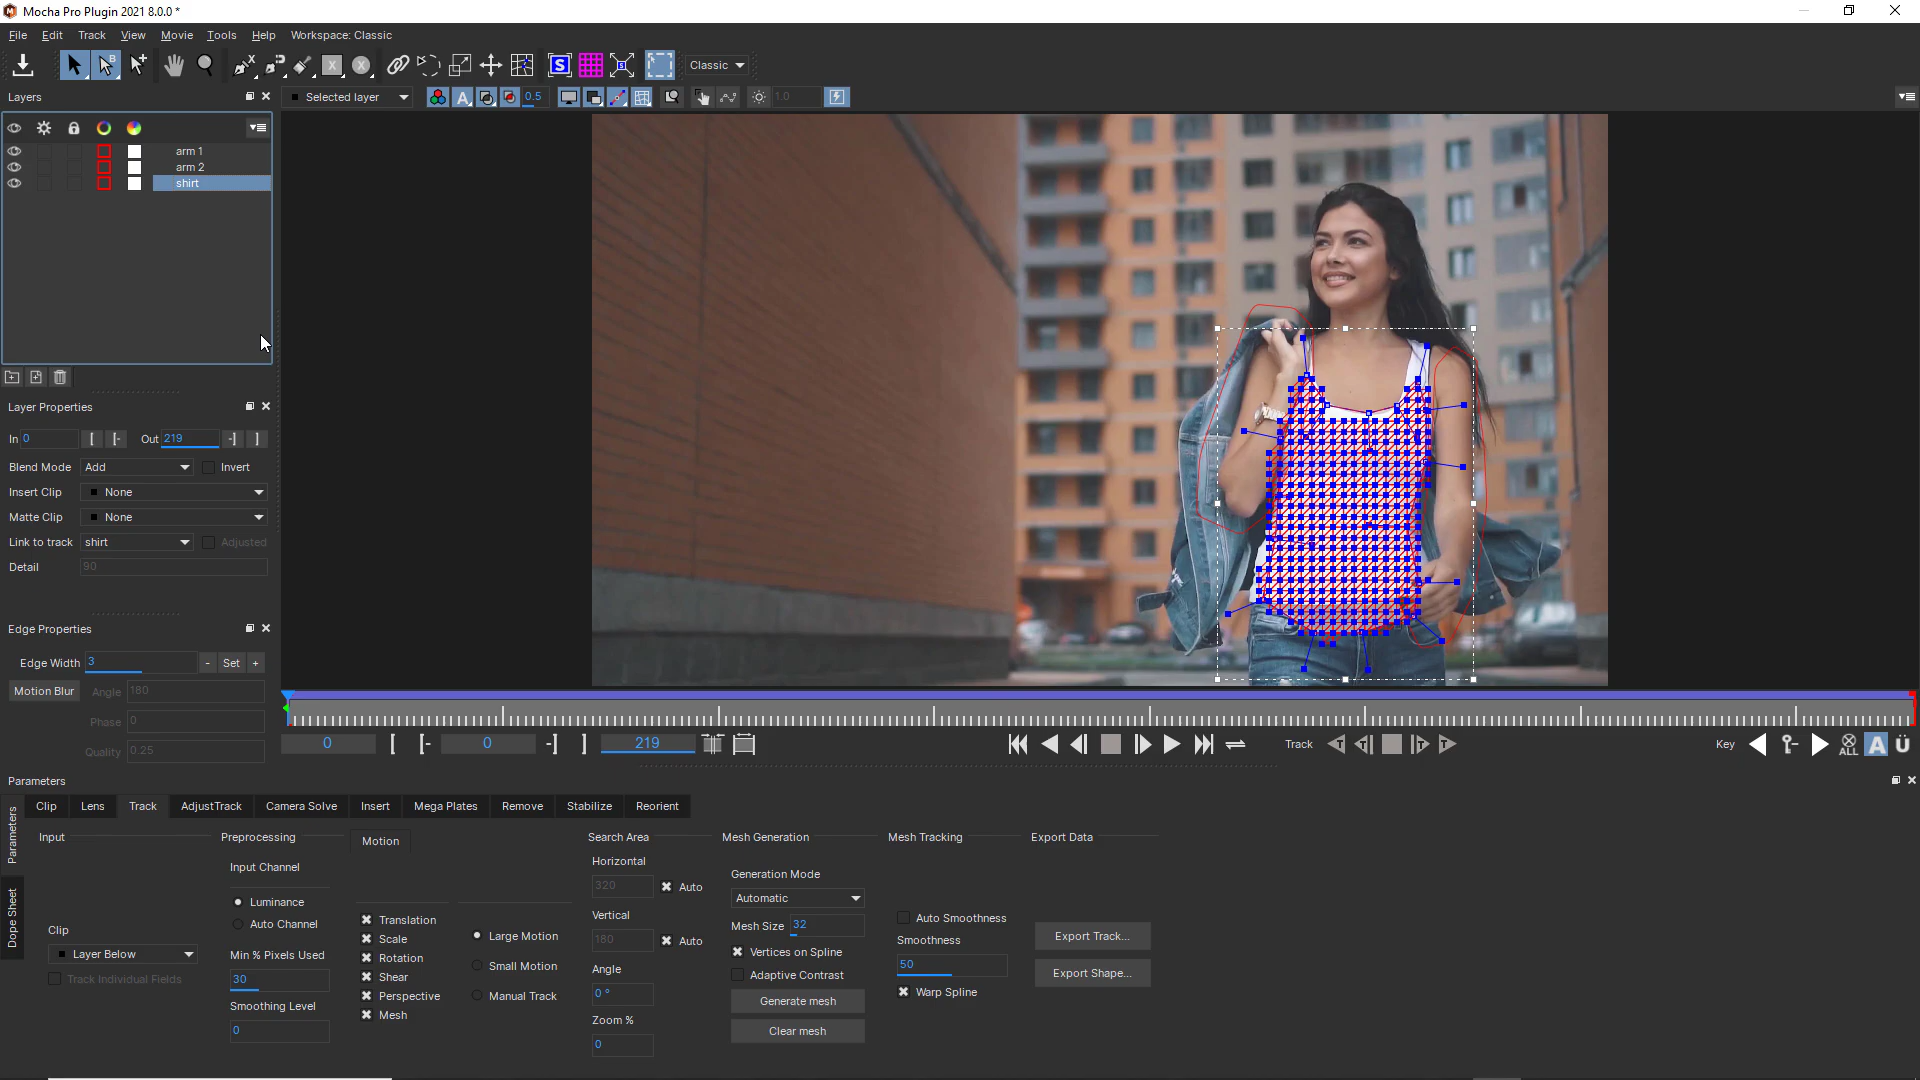 Mocha Pro Plugin 2021 8.0.0 *
File Edit Track View Movie Tools Help Workspace: Classic
Classic
Layers
Selected layer
0.5
1.0
arm 1
arm 2
shirt
Layer Properties
In 0 Out 219
Blend Mode Add Invert
Insert Clip None
Matte Clip None
Link to track shirt Adjusted
Detail 90
Edge Properties
Edge Width 3 - Set +
Motion Blur Angle 180
Phase 0
Quality 0.25
0 0 219 Track Key ALL A
Parameters
Parameters
Dope Sheet
Clip Lens Track AdjustTrack Camera Solve Insert Mega Plates Remove Stabilize Reorient
Input
Clip
Layer Below
Track Individual Fields
Preprocessing
Input Channel
Luminance
Auto Channel
Min % Pixels Used
30
Smoothing Level
0
Motion
Translation
Scale
Rotation
Shear
Perspective
Mesh
Large Motion
Small Motion
Manual Track
Search Area
Horizontal
320 Auto
Vertical
180 Auto
Angle
0 °
Zoom %
0
Mesh Generation
Generation Mode
Automatic
Mesh Size 32
Vertices on Spline
Adaptive Contrast
Generate mesh
Clear mesh
Mesh Tracking
Auto Smoothness
Smoothness
50
Warp Spline
Export Data
Export Track...
Export Shape...